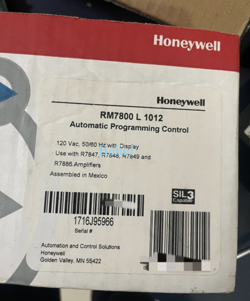 Honeywell
Honeywell
RM7800 L 1012
Automatic Programming Control
120 Vac, 50/60 Hz with Display
Use with R7847, R7848, R7849 and
R7886 Amplifiers
Assembled in Mexico
SIL 3
Capable
1716J95966
Serial #
Automation and Control Solutions
Honeywell
Golden Valley, MN 55422